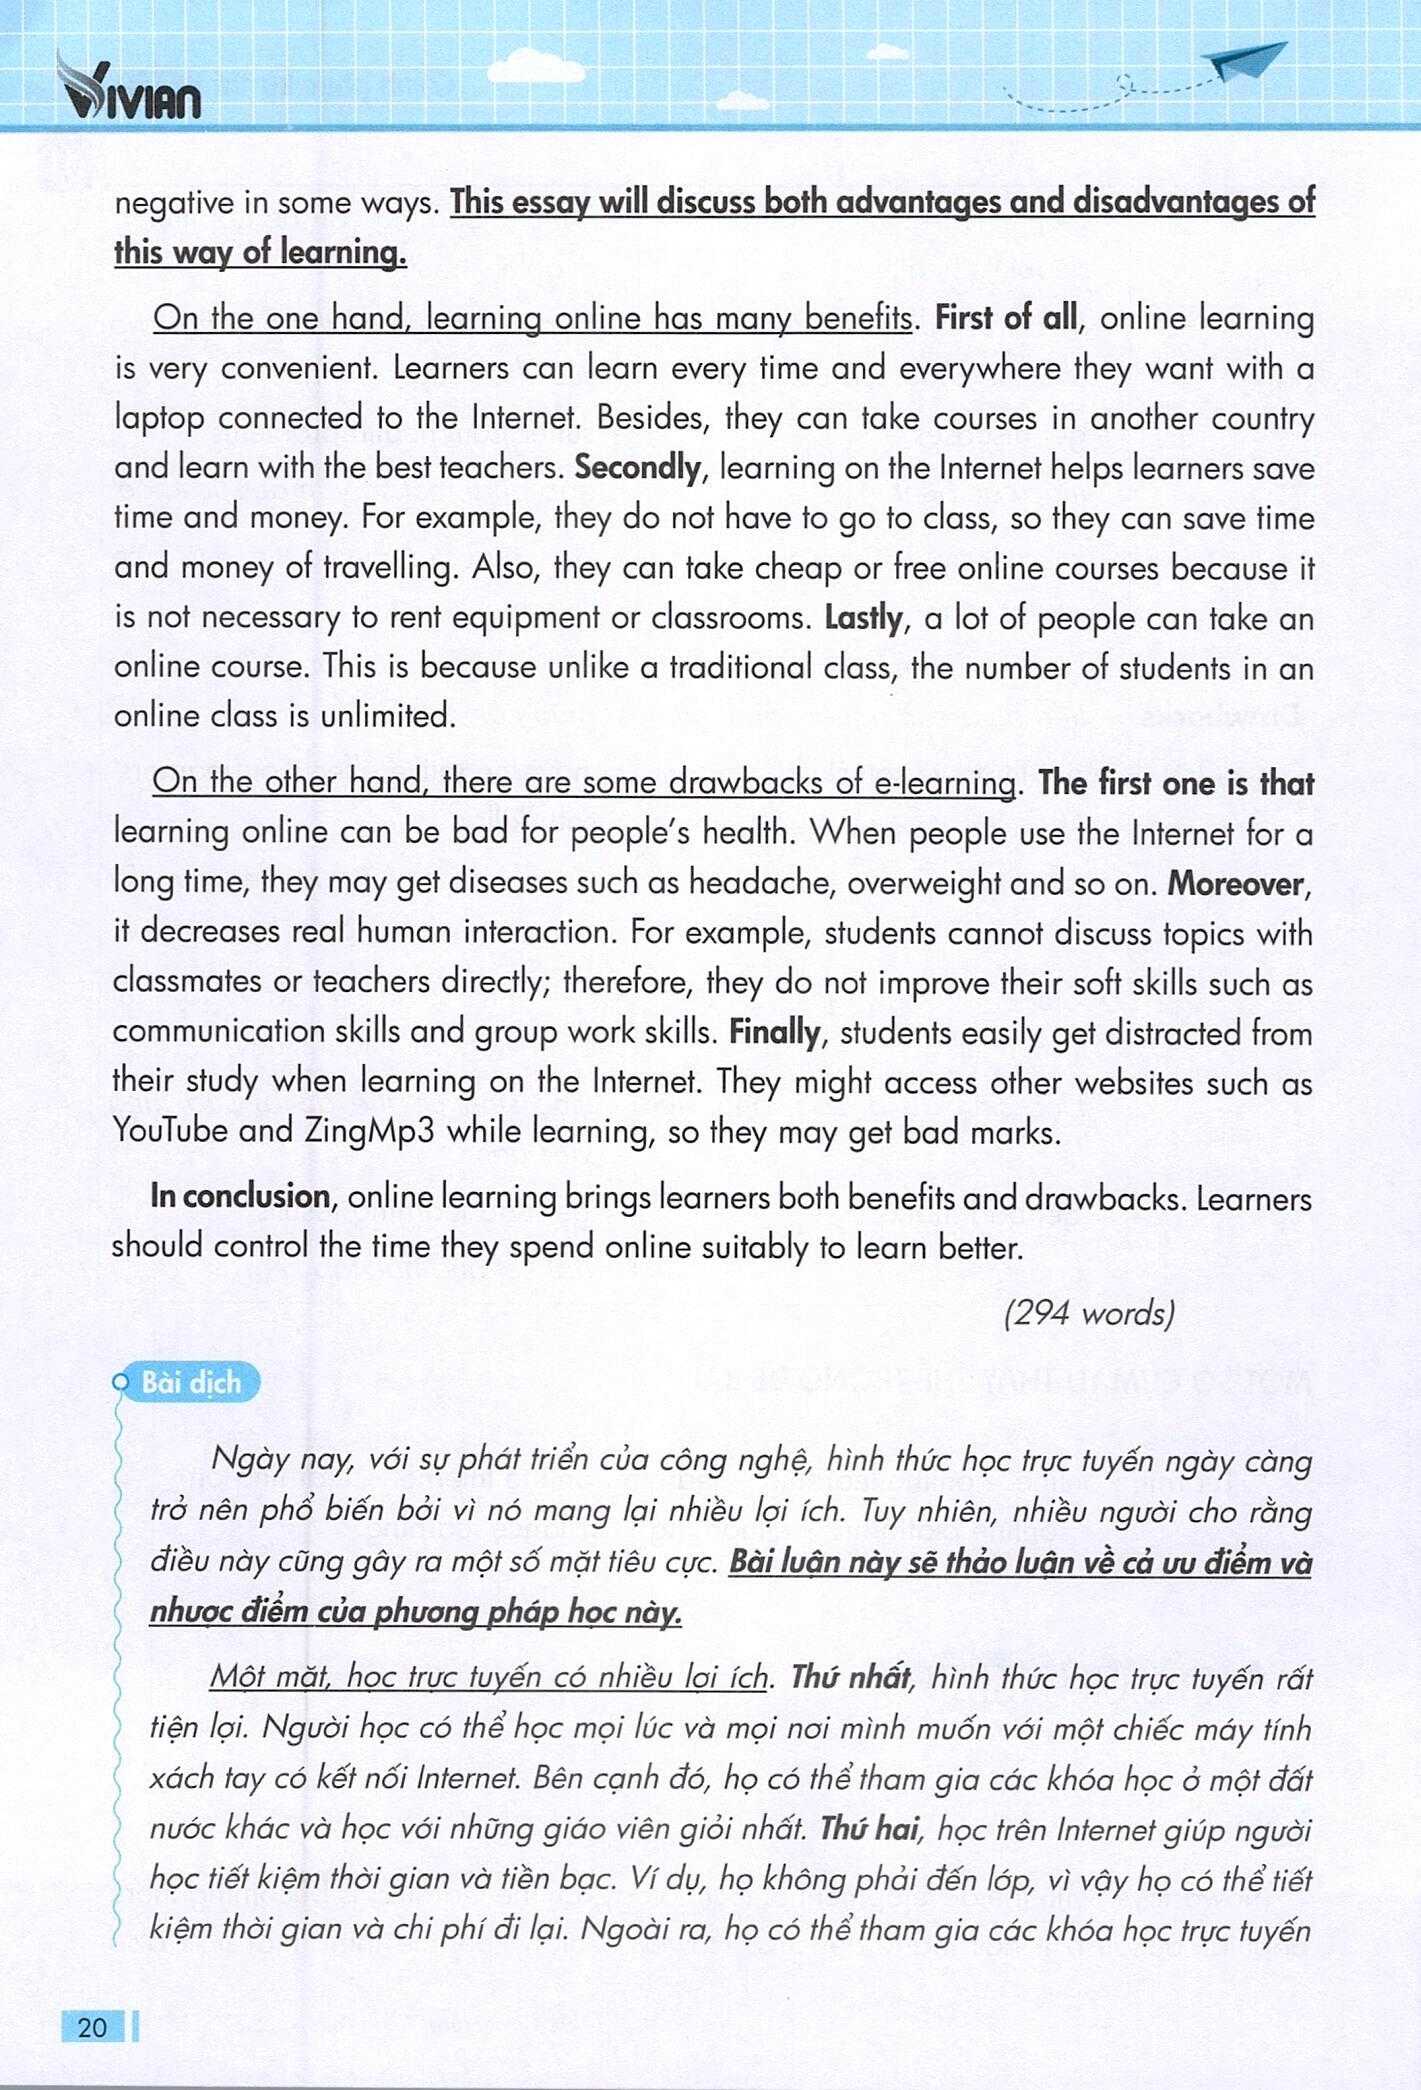 VIVIAN
negative in some ways. This essay will discuss both advantages and disadvantages of
this way of learning.
On the one hand, learning online has many benefits. First of all, online learning
is very convenient. Learners can learn every time and everywhere they want with a
laptop connected to the Internet. Besides, they can take courses in another country
and learn with the best teachers. Secondly, learning on the Internet helps learners save
time and money. For example, they do not have to go to class, so they can save time
and money of travelling. Also, they can take cheap or free online courses because it
is not necessary to rent equipment or classrooms. Lastly, a lot of people can take an
online course. This is because unlike a traditional class, the number of students in an
online class is unlimited.
On the other hand, there are some drawbacks of e-learning. The first one is that
learning online can be bad for people's health. When people use the Internet for a
long time, they may get diseases such as headache, overweight and so on. Moreover,
it decreases real human interaction. For example, students cannot discuss topics with
classmates or teachers directly; therefore, they do not improve their soft skills such as
communication skills and group work skills. Finally, students easily get distracted from
their study when learning on the Internet. They might access other websites such as
YouTube and ZingMp3 while learning, so they may get bad marks.
In conclusion, online learning brings learners both benefits and drawbacks. Learners
should control the time they spend online suitably to learn better.
(294 words)
Bài dịch
Ngày nay, với sự phát triển của công nghệ, hình thức học trực tuyến ngày càng
trở nên phổ biến bởi vì nó mang lại nhiều lợi ích. Tuy nhiên, nhiều người cho rằng
điều này cũng gây ra một số mặt tiêu cực. Bài luận này sẽ thảo luận về cả ưu điểm và
nhược điểm của phương pháp học này.
Một mặt, học trực tuyến có nhiều lợi ích. Thứ nhất, hình thức học trực tuyến rất
tiện lợi. Người học có thể học mọi lúc và mọi nơi mình muốn với một chiếc máy tính
xách tay có kết nối Internet. Bên cạnh đó, họ có thể tham gia các khóa học ở một đất
nước khác và học với những giáo viên giỏi nhất. Thứ hai, học trên Internet giúp người
học tiết kiệm thời gian và tiền bạc. Ví dụ, họ không phải đến lớp, vì vậy họ có thể tiết
kiệm thời gian và chi phí đi lại. Ngoài ra, họ có thể tham gia các khóa học trực tuyến
20